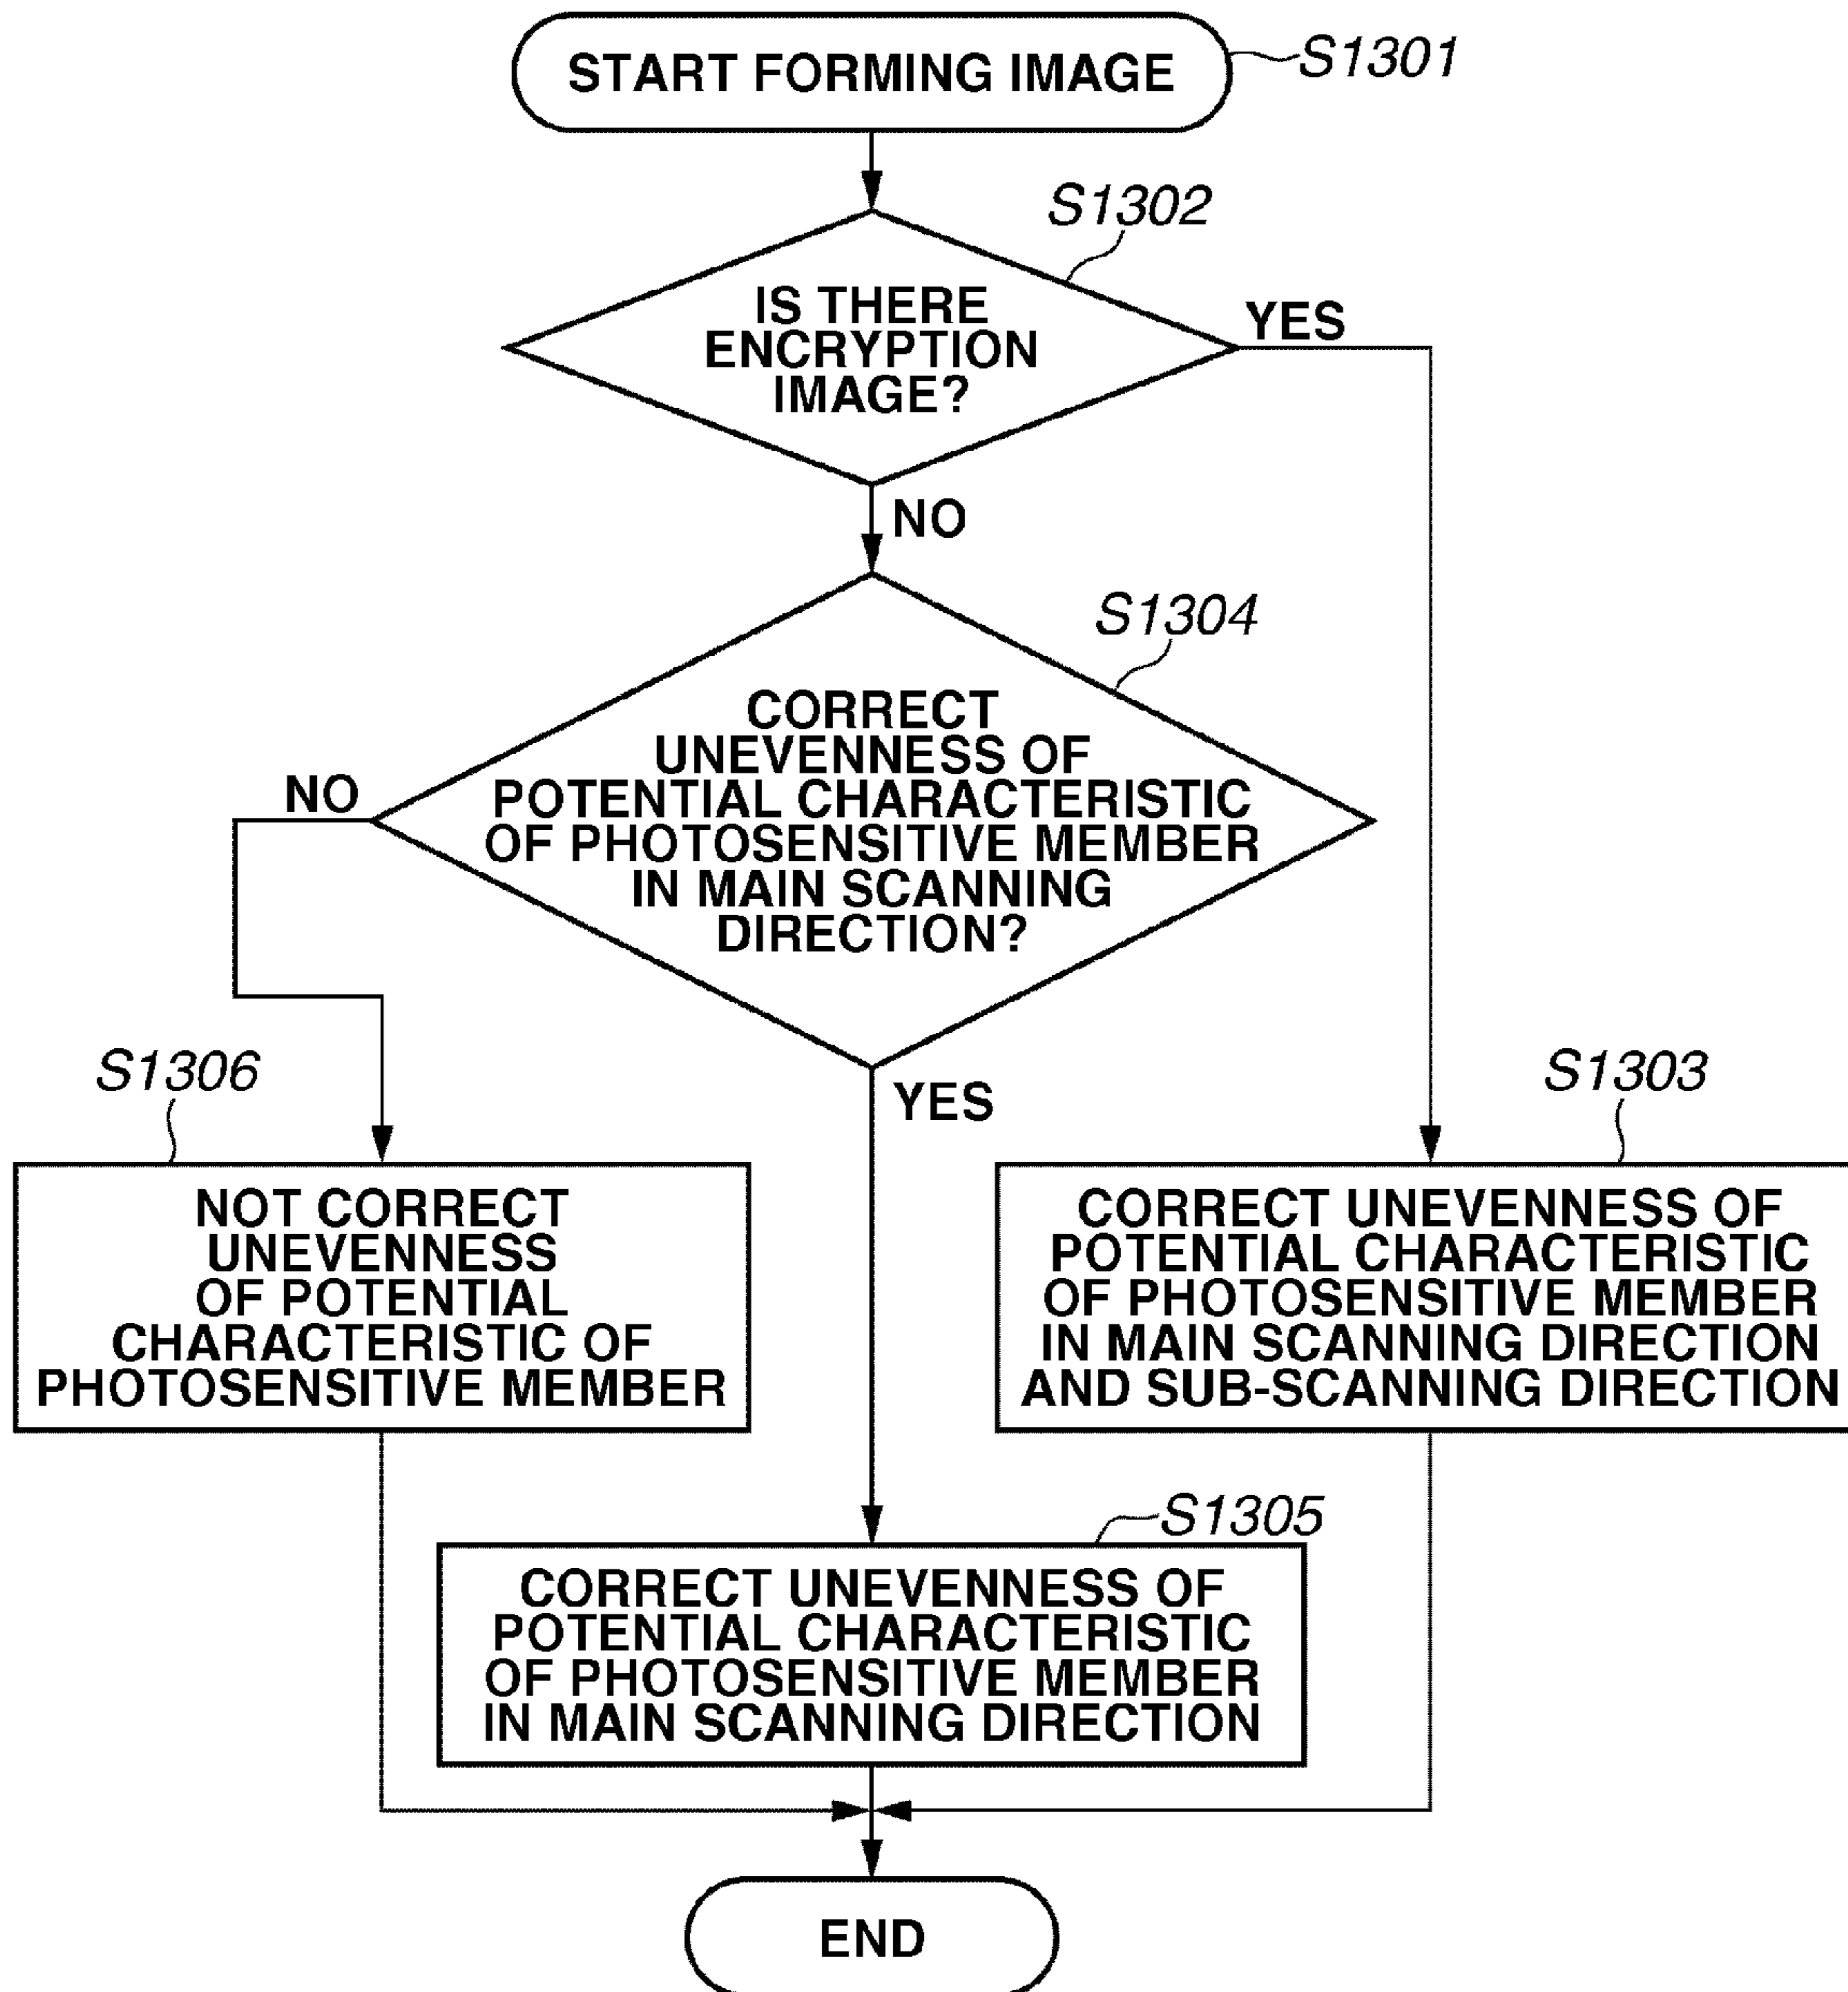 START FORMING IMAGE
S1301
S1302
IS THERE
ENCRYPTION
IMAGE?
YES
NO
S1304
CORRECT
UNEVENNESS OF
POTENTIAL CHARACTERISTIC
OF PHOTOSENSITIVE MEMBER
IN MAIN SCANNING
DIRECTION?
NO
YES
S1306
NOT CORRECT
UNEVENNESS
OF POTENTIAL
CHARACTERISTIC OF
PHOTOSENSITIVE MEMBER
S1303
CORRECT UNEVENNESS OF
POTENTIAL CHARACTERISTIC
OF PHOTOSENSITIVE MEMBER
IN MAIN SCANNING DIRECTION
AND SUB-SCANNING DIRECTION
S1305
CORRECT UNEVENNESS OF
POTENTIAL CHARACTERISTIC
OF PHOTOSENSITIVE MEMBER
IN MAIN SCANNING DIRECTION
END